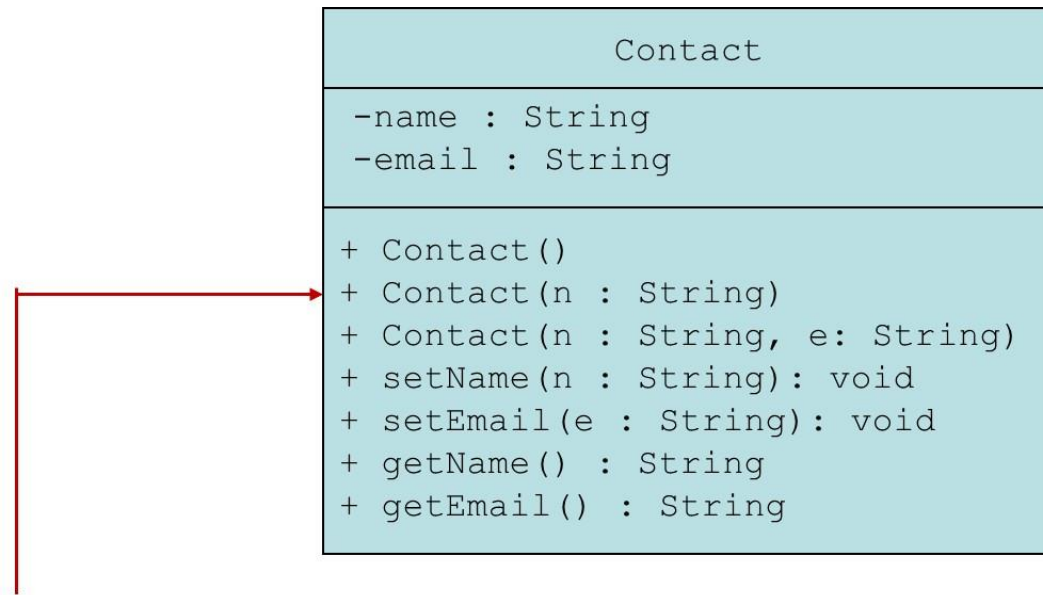 Contact
-name : String
-email : String
+ Contact()
+ Contact(n : String)
+ Contact(n : String, e: String)
+ setName(n : String): void
+ setEmail(e : String): void
+ getName() : String
+ getEmail() : String